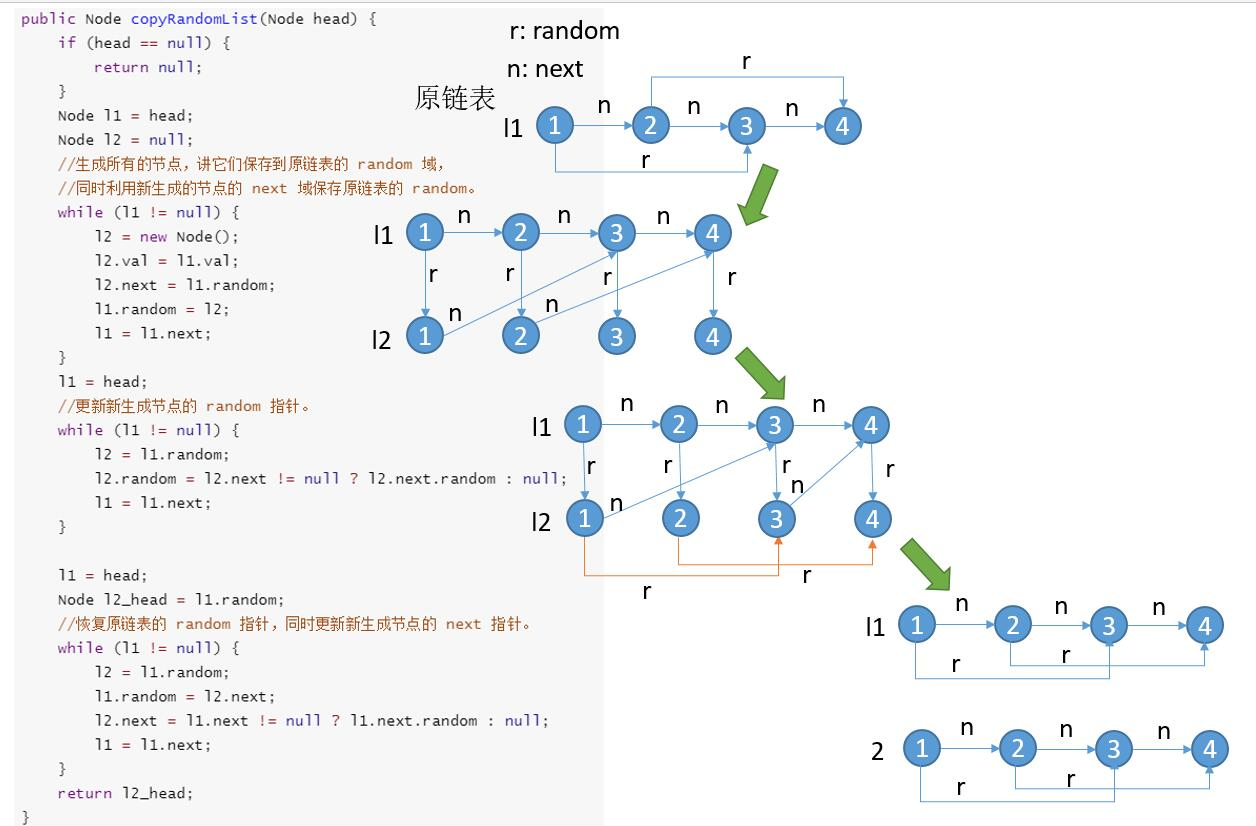 public Node copyRandomList(Node head) {
    if (head == null) {
        return null;
    }
    Node l1 = head;
    Node l2 = null;
    //生成所有的节点，讲它们保存到原链表的 random 域，
    //同时利用新生成的节点的 next 域保存原链表的 random。
    while (l1 != null) {
        l2 = new Node();
        l2.val = l1.val;
        l2.next = l1.random;
        l1.random = l2;
        l1 = l1.next;
    }
    l1 = head;
    //更新新生成节点的 random 指针。
    while (l1 != null) {
        l2 = l1.random;
        l2.random = l2.next != null ? l2.next.random : null;
        l1 = l1.next;
    }
    l1 = head;
    Node l2_head = l1.random;
    //恢复原链表的 random 指针，同时更新新生成节点的 next 指针。
    while (l1 != null) {
        l2 = l1.random;
        l1.random = l2.next;
        l2.next = l1.next != null ? l1.next.random : null;
        l1 = l1.next;
    }
    return l2_head;
}
r: random
n: next
原链表
r
n n n
l1 1 2 3 4
r
n n n
l1 1 2 3 4
r r r r
n n
l2 1 2 3 4
n n n
l1 1 2 3 4
r r r r
n n
l2 1 2 3 4
r r
n n n
l1 1 2 3 4
r r
n n n
2 1 2 3 4
r r